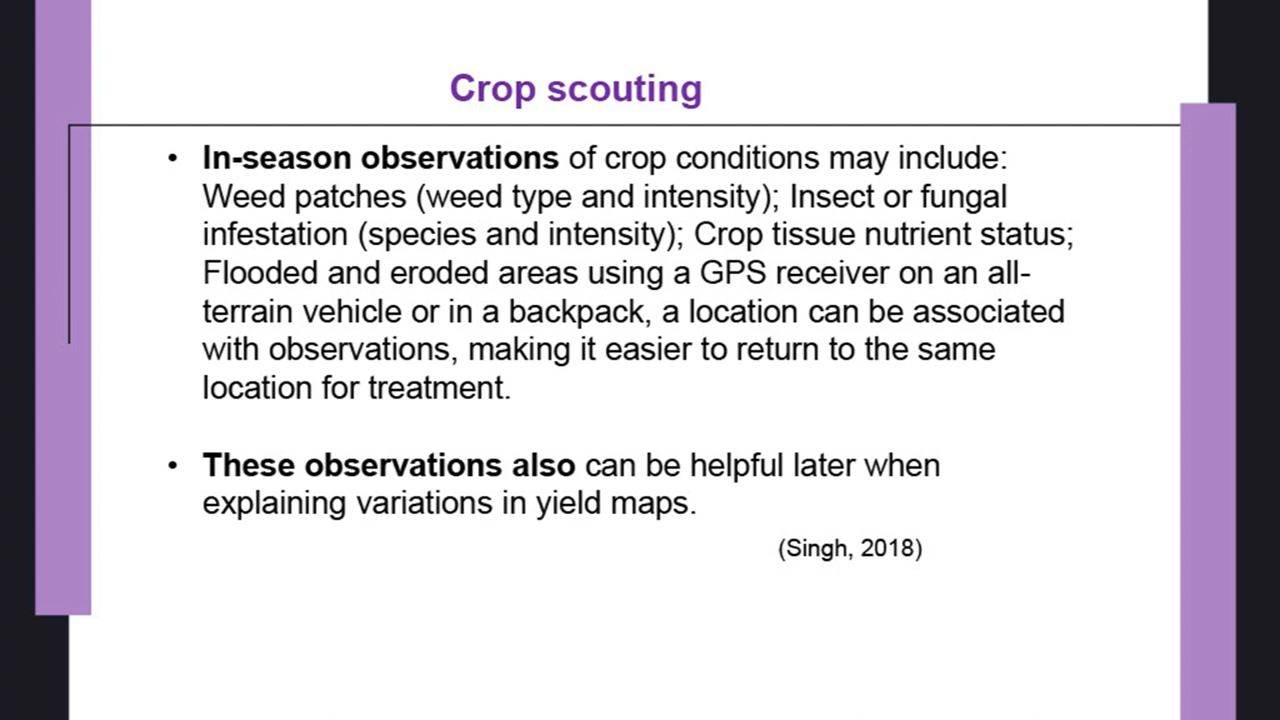 Crop scouting
• In-season observations of crop conditions may include:
Weed patches (weed type and intensity); Insect or fungal
infestation (species and intensity); Crop tissue nutrient status;
Flooded and eroded areas using a GPS receiver on an all-
terrain vehicle or in a backpack, a location can be associated
with observations, making it easier to return to the same
location for treatment.
• These observations also can be helpful later when
explaining variations in yield maps.
(Singh, 2018)